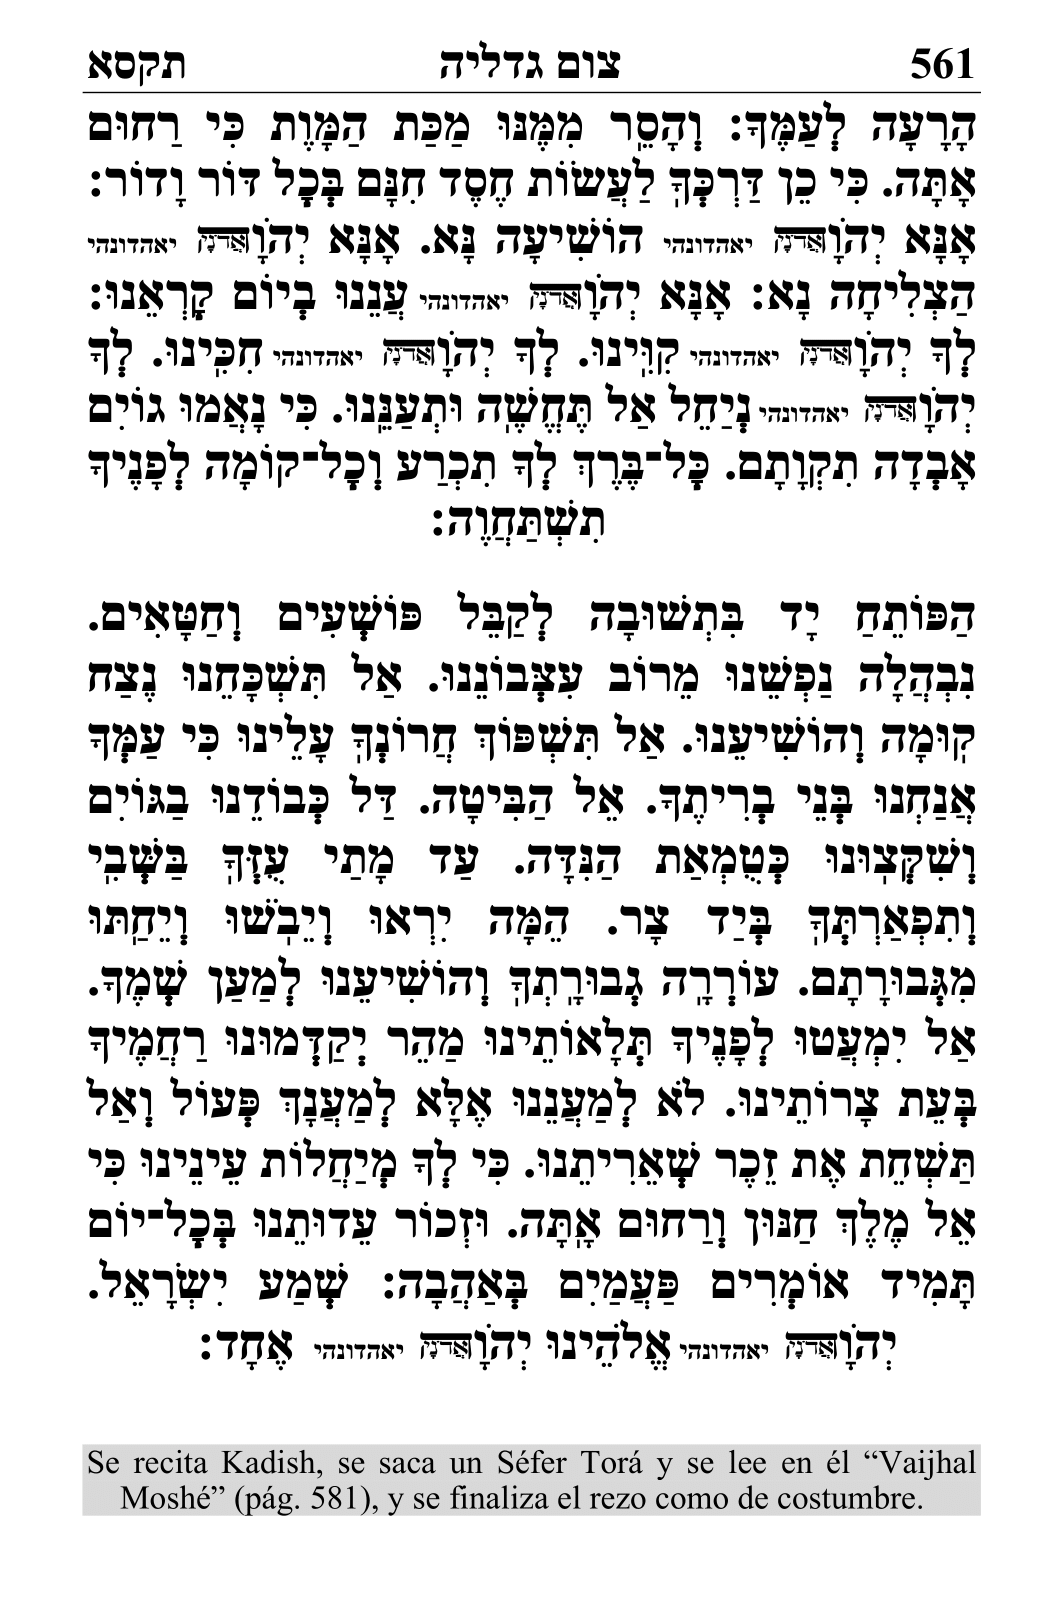 561 צום גדליה תקסא
הָרָעָה לְעַמֶּךָ: וְהָסֵר מִמֶּנּוּ מַכַּת הַמָּוֶת כִּי רַחוּם
אָתָּה. כִּי כֵן דַּרְכְּךָ לַעֲשׂוֹת חֶסֶד חִנָּם בְּכָל דּוֹר וָדוֹר:
אָנָּא יְהֹוָאֲדֹנָי יאהדונהי הוֹשִׁיעָה נָּא. אָנָּא יְהֹוָאֲדֹנָי יאהדונהי
הַצְלִיחָה נָא: אָנָּא יְהֹוָאֲדֹנָי יאהדונהי עֲנֵנוּ בְיוֹם קָרְאֵנוּ:
לְךָ יְהֹוָאֲדֹנָי יאהדונהי קִוִּינוּ. לְךָ יְהֹוָאֲדֹנָי יאהדונהי חִכִּינוּ. לְךָ
יְהֹוָאֲדֹנָי יאהדונהי נְיַחֵל אַל תֶּחֱשֶׁה וּתְעַנֵּנוּ. כִּי נָאֲמוּ גוֹיִם
אָבְדָה תִקְוָתָם. כָּל־בֶּרֶךְ לְךָ תִכְרַע וְכָל־קוֹמָה לְפָנֶיךָ
תִשְׁתַּחֲוֶה:
הַפּוֹתֵחַ יָד בִּתְשׁוּבָה לְקַבֵּל פּוֹשְׁעִים וְחַטָּאִים.
נִבְהֲלָה נַפְשֵׁנוּ מֵרוֹב עִצְּבוֹנֵנוּ. אַל תִּשְׁכָּחֵנוּ נֶצַח
קוּמָה וְהוֹשִׁיעֵנוּ. אַל תִּשְׁפּוֹךְ חֲרוֹנְךָ עָלֵינוּ כִּי עַמְּךָ
אֲנַחְנוּ בְּנֵי בְרִיתֶךָ. אֵל הַבִּיטָה. דַּל כְּבוֹדֵנוּ בַגּוֹיִם
וְשִׁקְּצוּנוּ כְּטֻמְאַת הַנִּדָּה. עַד מָתַי עֻזְּךָ בַּשְּׁבִי
וְתִפְאַרְתְּךָ בְּיַד צָר. הֵמָּה יִרְאוּ וְיֵבֹשׁוּ וְיֵחַתּוּ
מִגְּבוּרָתָם. עוֹרְרָה גְבוּרָתְךָ וְהוֹשִׁיעֵנוּ לְמַעַן שְׁמֶךָ.
אַל יִמְעֲטוּ לְפָנֶיךָ תְּלָאוֹתֵינוּ מַהֵר יְקַדְּמוּנוּ רַחֲמֶיךָ
בְּעֵת צָרוֹתֵינוּ. לֹא לְמַעֲנֵנוּ אֶלָּא לְמַעֲנָךְ פְּעוֹל וְאַל
תַּשְׁחֵת אֶת זֵכֶר שְׁאֵרִיתֵנוּ. כִּי לְךָ מְיַחֲלוֹת עֵינֵינוּ כִּי
אֵל מֶלֶךְ חַנּוּן וְרַחוּם אָתָּה. וּזְכוֹר עֵדוּתֵנוּ בְּכָל־יוֹם
תָּמִיד אוֹמְרִים פַּעֲמַיִם בְּאַהֲבָה: שְׁמַע יִשְׂרָאֵל.
יְהֹוָאֲדֹנָי יאהדונהי אֱלֹהֵינוּ יְהֹוָאֲדֹנָי יאהדונהי אֶחָד:
Se recita Kadish, se saca un Séfer Torá y se lee en él “Vaijhal
Moshé” (pág. 581), y se finaliza el rezo como de costumbre.